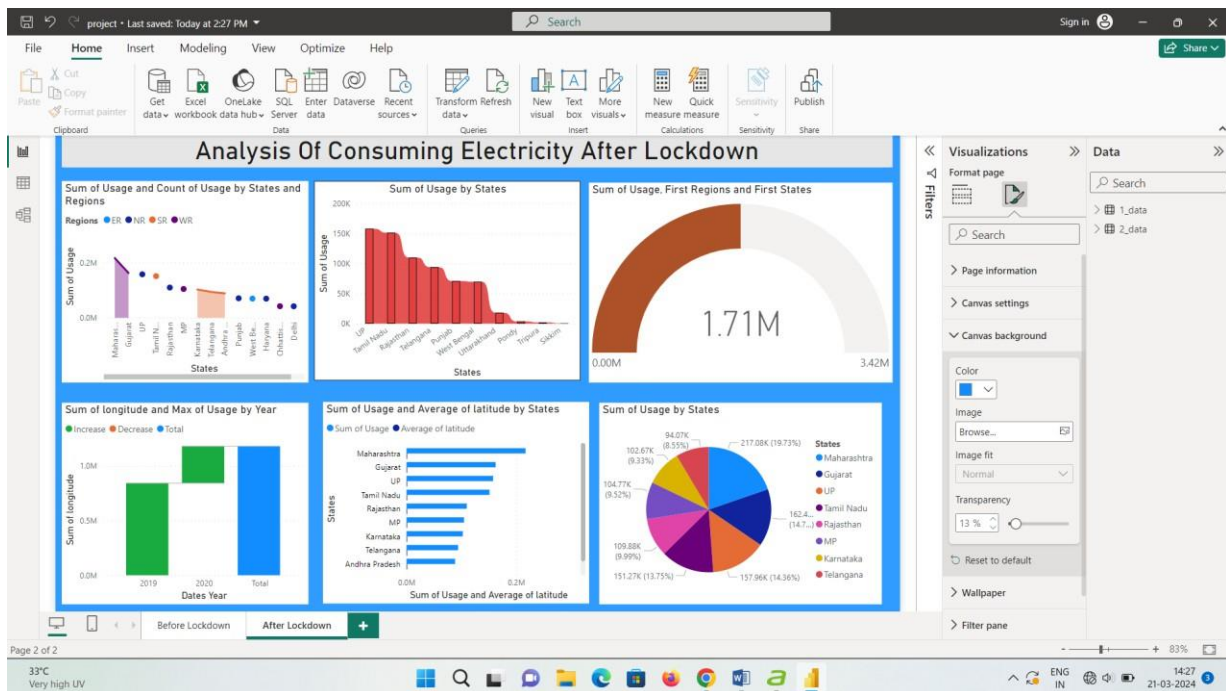 project • Last saved: Today at 2:27 PM
Search
Sign in
File Home Insert Modeling View Optimize Help
Share
Paste
Cut
Copy
Format painter
Get data
Excel workbook
OneLake data hub
SQL Server
Enter data
Dataverse
Recent sources
Transform data
Refresh
New visual
Text box
More visuals
New measure
Quick measure
Sensitivity
Publish
Clipboard Data Queries Insert Calculations Sensitivity Share
Analysis Of Consuming Electricity After Lockdown
Sum of Usage and Count of Usage by States and
Regions
Regions ER NR SR WR
Sum of Usage
0.2M
0.0M
Maharas...
Gujarat
UP
Tamil N...
Rajasthan
MP
Karnataka
Telangana
Andhra ...
Punjab
West Be...
Haryana
Chhattis...
Delhi
States
Sum of Usage by States
Sum of Usage
200K
150K
100K
50K
0K
UP
Tamil Nadu
Rajasthan
Telangana
Punjab
West Bengal
Uttarakhand
Pondy
Tripura
Sikkim
States
Sum of Usage, First Regions and First States
1.71M
0.00M
3.42M
Sum of longitude and Max of Usage by Year
Increase Decrease Total
Sum of longitude
1.0M
0.5M
0.0M
2019 2020 Total
Dates Year
Sum of Usage and Average of latitude by States
Sum of Usage Average of latitude
States
Maharashtra
Gujarat
UP
Tamil Nadu
Rajasthan
MP
Karnataka
Telangana
Andhra Pradesh
0.0M 0.2M
Sum of Usage and Average of latitude
Sum of Usage by States
217.08K (19.73%)
162.4...
(14.7...)
157.96K (14.36%)
151.27K (13.75%)
109.88K
(9.99%)
104.77K
(9.52%)
102.67K
(9.33%)
94.07K
(8.55%)
States
Maharashtra
Gujarat
UP
Tamil Nadu
Rajasthan
MP
Karnataka
Telangana
Filters
Visualizations
Format page
Search
Page information
Canvas settings
Canvas background
Color
Image
Browse...
Image fit
Normal
Transparency
13 %
Reset to default
Wallpaper
Filter pane
Data
Search
1_data
2_data
Before Lockdown
After Lockdown
Page 2 of 2
83%
33°C
Very high UV
ENG
IN
14:27
21-03-2024
3